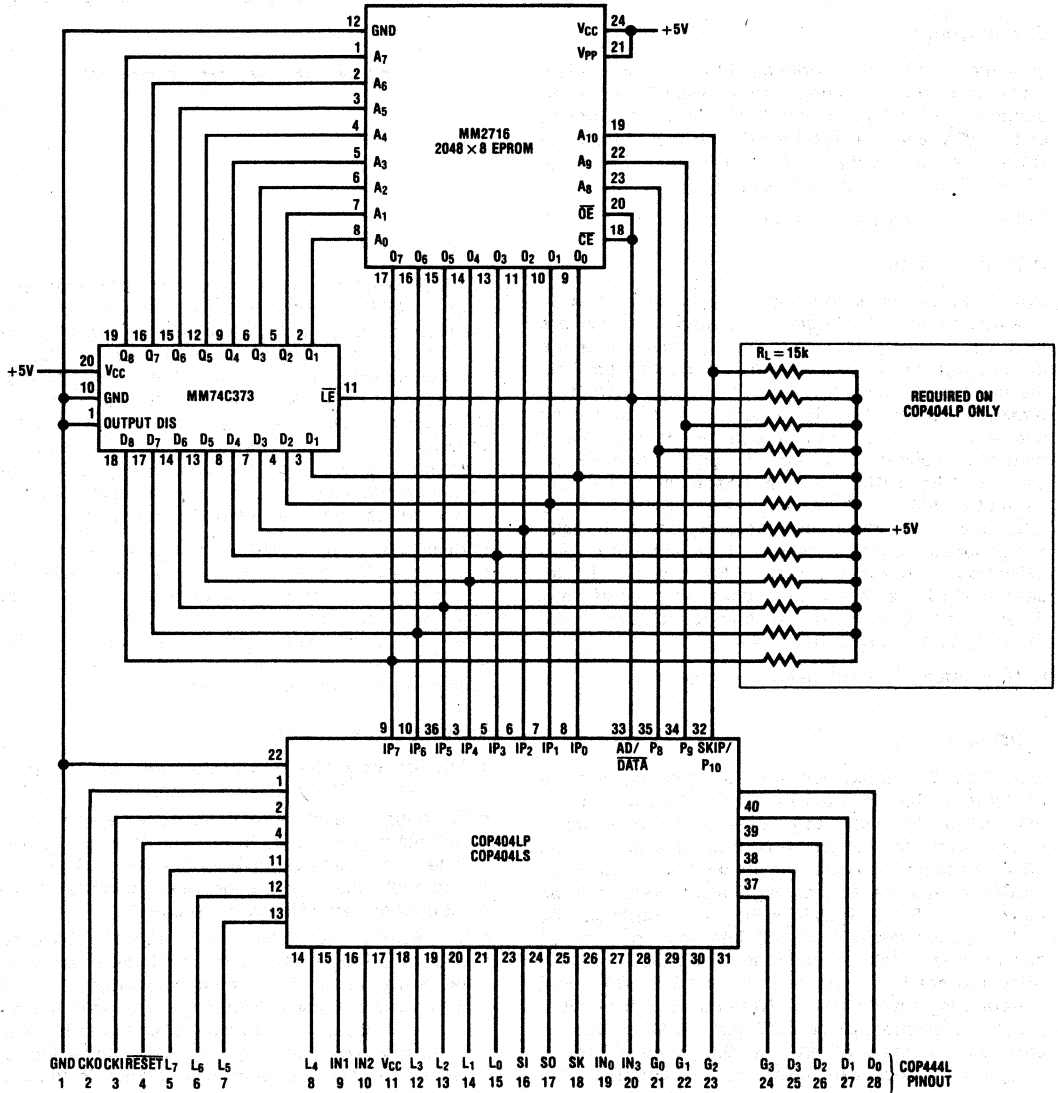 12 GND VCC 24 +5V
1 A7 VPP 21
2 A6
3 A5
4 A4 MM2716 A10 19
2048 × 8 EPROM
5 A3 A9 22
6 A2 A8 23
7 A1 OE 20
8 A0 CE 18
O7 O6 O5 O4 O3 O2 O1 O0
17 16 15 14 13 11 10 9
19 16 15 12 9 6 5 2
Q8 Q7 Q6 Q5 Q4 Q3 Q2 Q1
+5V 20 VCC
10 GND MM74C373 LE 11
1 OUTPUT DIS
D8 D7 D6 D5 D4 D3 D2 D1
18 17 14 13 8 7 4 3
RL = 15k
REQUIRED ON
COP404LP ONLY
+5V
9 10 36 3 5 6 7 8 33 35 34 32
IP7 IP6 IP5 IP4 IP3 IP2 IP1 IP0 AD/ P8 P9 SKIP/
DATA P10
22
1
2 40
4 39
COP404LP
COP404LS
11 38
12 37
13
14 15 16 17 18 19 20 21 23 24 25 26 27 28 29 30 31
GND CKO CKI RESET L7 L6 L5 L4 IN1 IN2 VCC L3 L2 L1 L0 SI SO SK IN0 IN3 G0 G1 G2 G3 D3 D2 D1 D0 COP444L
1 2 3 4 5 6 7 8 9 10 11 12 13 14 15 16 17 18 19 20 21 22 23 24 25 26 27 28 PINOUT